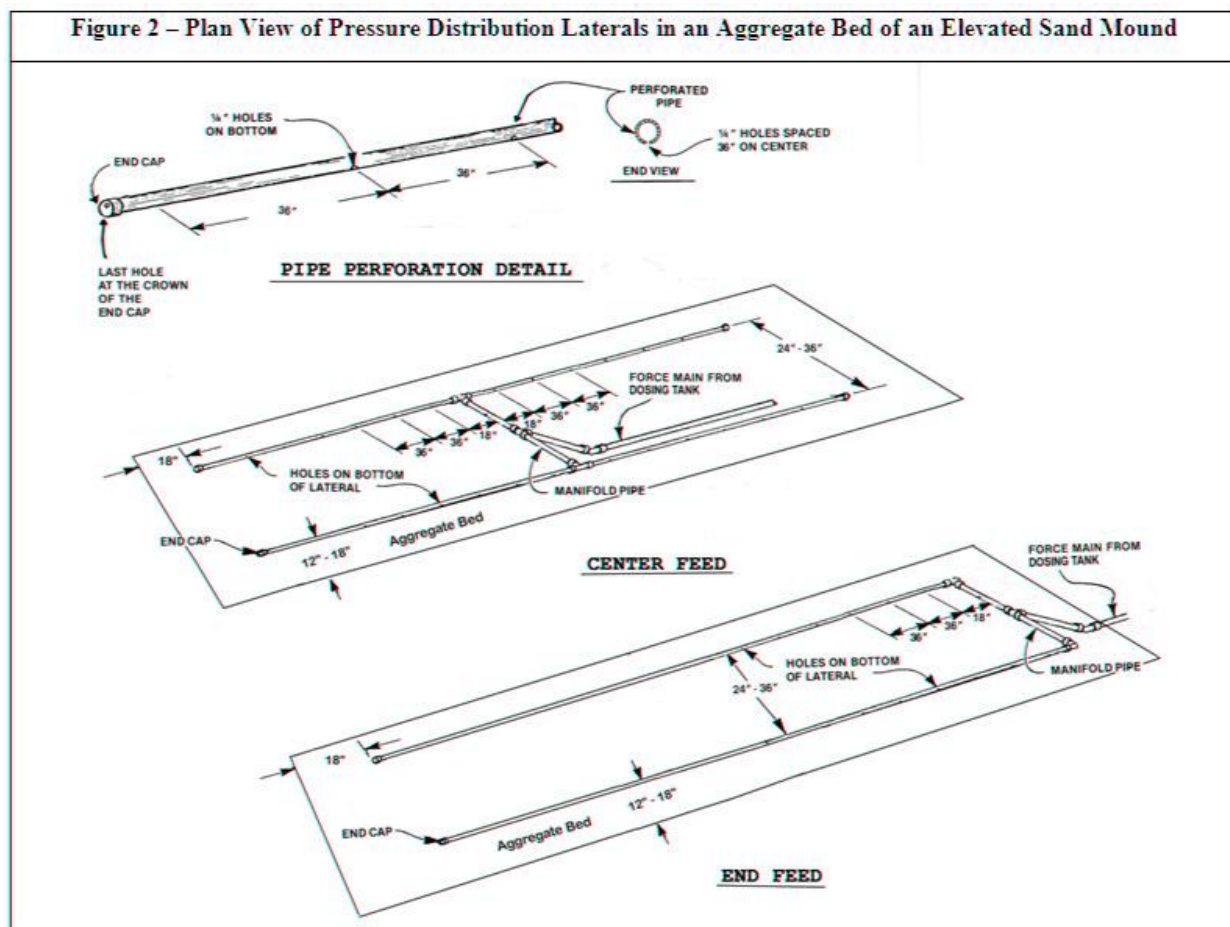 Figure 2 – Plan View of Pressure Distribution Laterals in an Aggregate Bed of an Elevated Sand Mound
¼" HOLES
ON BOTTOM
PERFORATED
PIPE
¼" HOLES SPACED
36" ON CENTER
END VIEW
END CAP
36"
36"
LAST HOLE
AT THE CROWN
OF THE
END CAP
PIPE PERFORATION DETAIL
24" - 36"
FORCE MAIN FROM
DOSING TANK
36"
36"
18"
18"
36"
36"
18"
HOLES ON BOTTOM
OF LATERAL
MANIFOLD PIPE
END CAP
12" - 18"
Aggregate Bed
CENTER FEED
FORCE MAIN FROM
DOSING TANK
36"
36"
18"
HOLES ON BOTTOM
OF LATERAL
MANIFOLD PIPE
24" - 36"
18"
12" - 18"
END CAP
Aggregate Bed
END FEED